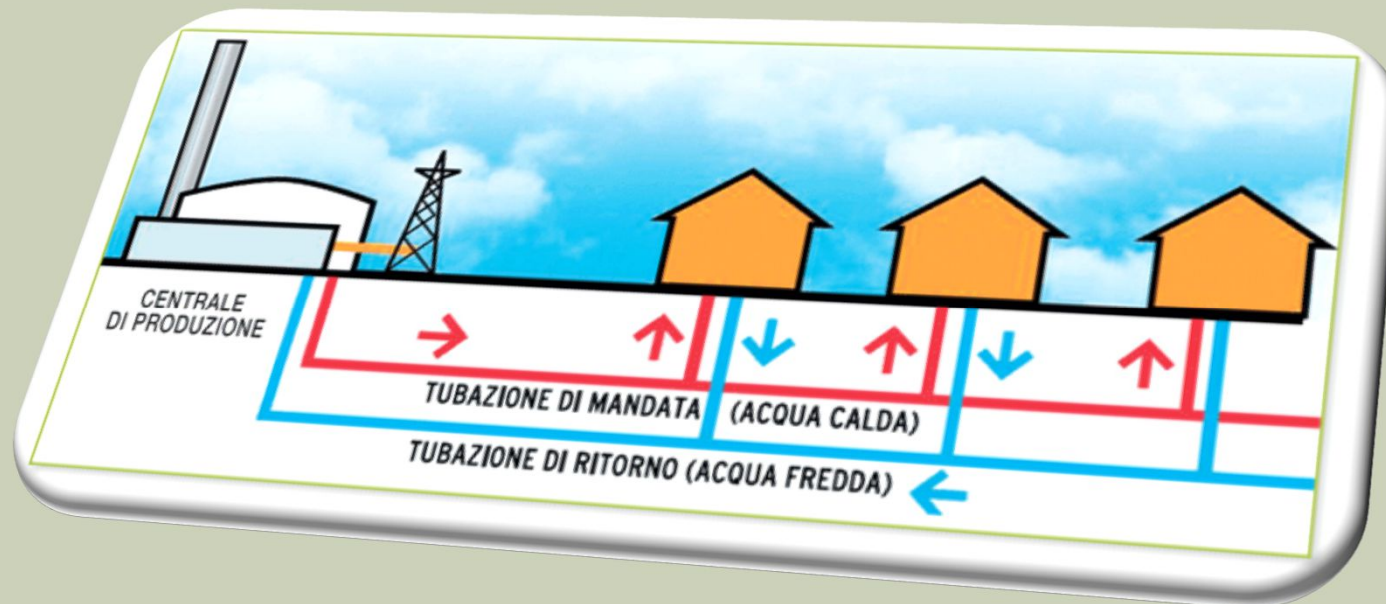 CENTRALE
DI PRODUZIONE
TUBAZIONE DI MANDATA (ACQUA CALDA)
TUBAZIONE DI RITORNO (ACQUA FREDDA)